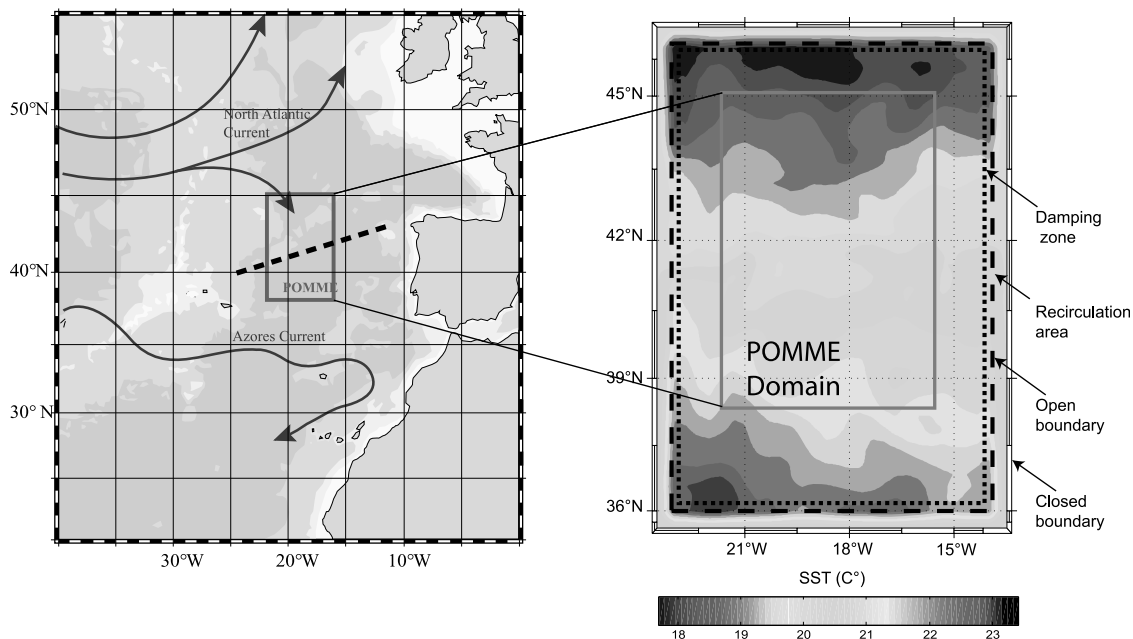 50°N
40°N
30° N
30°W
20°W
10°W
North Atlantic
Current
POMME
Azores Current
45°N
42°N
39°N
36°N
21°W
18°W
15°W
POMME
Domain
Damping
zone
Recirculation
area
Open
boundary
Closed
boundary
SST (C°)
18 19 20 21 22 23